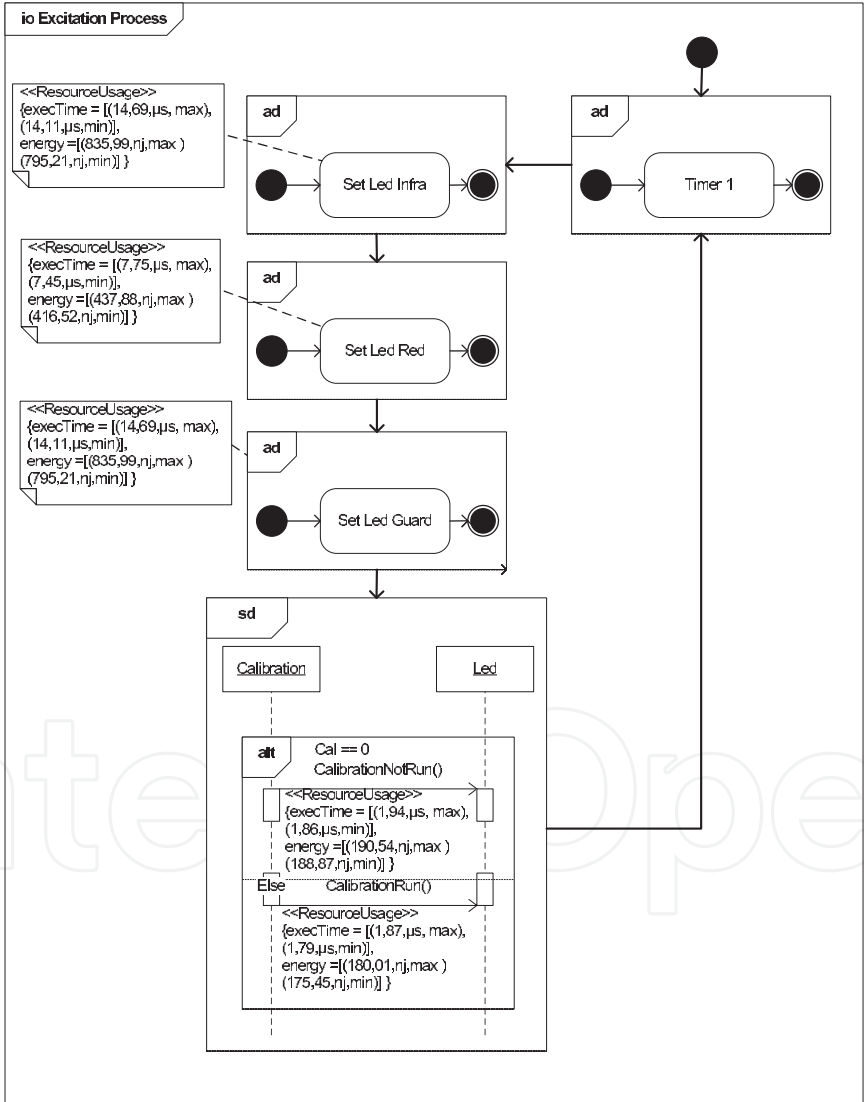 io Excitation Process
<<ResourceUsage>>
{execTime = [(14,69,µs, max),
(14,11,µs,min)],
energy =[(835,99,nj,max )
(795,21,nj,min)] }
ad
Set Led Infra
ad
Timer 1
<<ResourceUsage>>
{execTime = [(7,75,µs, max),
(7,45,µs,min)],
energy =[(437,88,nj,max )
(416,52,nj,min)] }
ad
Set Led Red
<<ResourceUsage>>
{execTime = [(14,69,µs, max),
(14,11,µs,min)],
energy =[(835,99,nj,max )
(795,21,nj,min)] }
ad
Set Led Guard
sd
Calibration
Led
alt
Cal == 0
CalibrationNotRun()
<<ResourceUsage>>
{execTime = [(1,94,µs, max),
(1,86,µs,min)],
energy =[(190,54,nj,max )
(188,87,nj,min)] }
Else
CalibrationRun()
<<ResourceUsage>>
{execTime = [(1,87,µs, max),
(1,79,µs,min)],
energy =[(180,01,nj,max )
(175,45,nj,min)] }